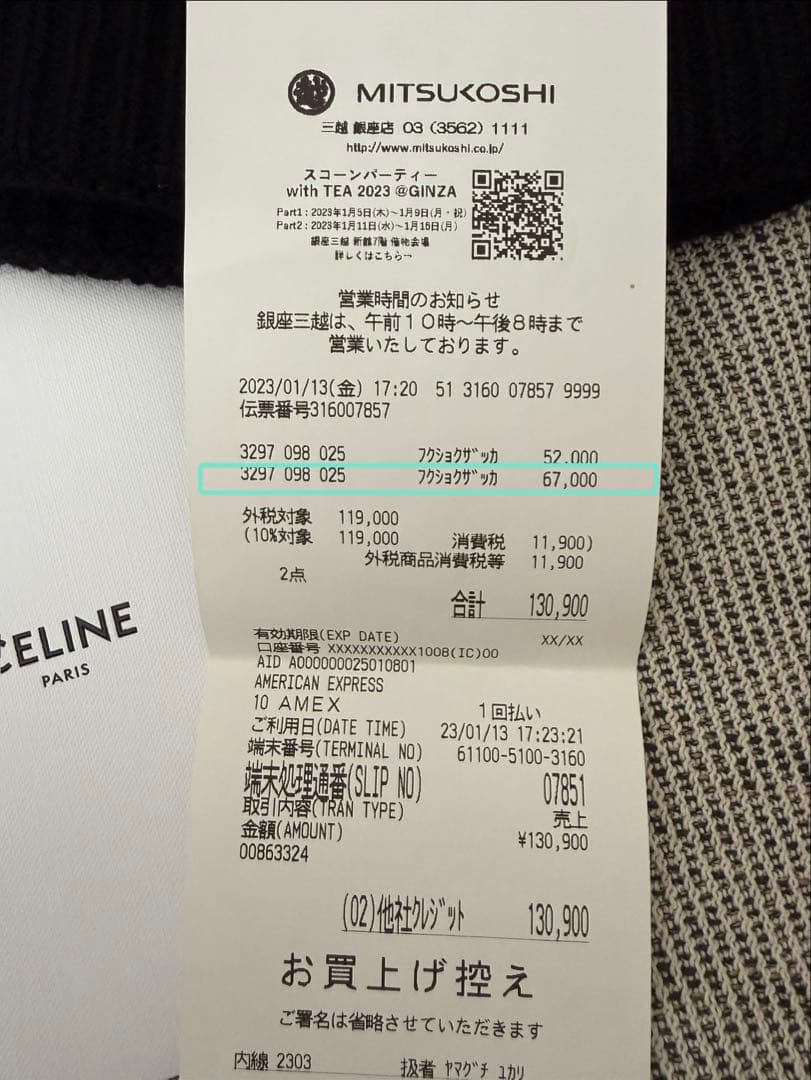 MITSUKOSHI
三越 銀座店 03 (3562) 1111
http://www.mitsukoshi.co.jp/
スコーンパーティー
with TEA 2023 @GINZA
Part1 : 2023年1月5日(木)〜1月9日(月・祝)
Part2 : 2023年1月11日(水)〜1月16日(月)
銀座三越 新館7階 催物会場
詳しくはこちら→
営業時間のお知らせ
銀座三越は、午前10時〜午後8時まで
営業いたしております。
2023/01/13(金) 17:20 51 3160 07857 9999
伝票番号316007857
3297 098 025 フクショクザッカ 52,000
3297 098 025 フクショクザッカ 67,000
外税対象 119,000
(10%対象 119,000 消費税 11,900)
外税商品消費税等 11,900
2点
合計 130,900
有効期限(EXP DATE) XX/XX
口座番号 XXXXXXXXXXX1008(IC)00
AID A000000025010801
AMERICAN EXPRESS
10 AMEX 1回払い
ご利用日(DATE TIME) 23/01/13 17:23:21
端末番号(TERMINAL NO) 61100-5100-3160
端末処理通番(SLIP NO) 07851
取引内容(TRAN TYPE) 売上
金額(AMOUNT) ¥130,900
00863324
(02)他社クレジット 130,900
お買上げ控え
ご署名は省略させていただきます
内線 2303 扱者 ヤマグチ ユカリ
CELINE
PARIS